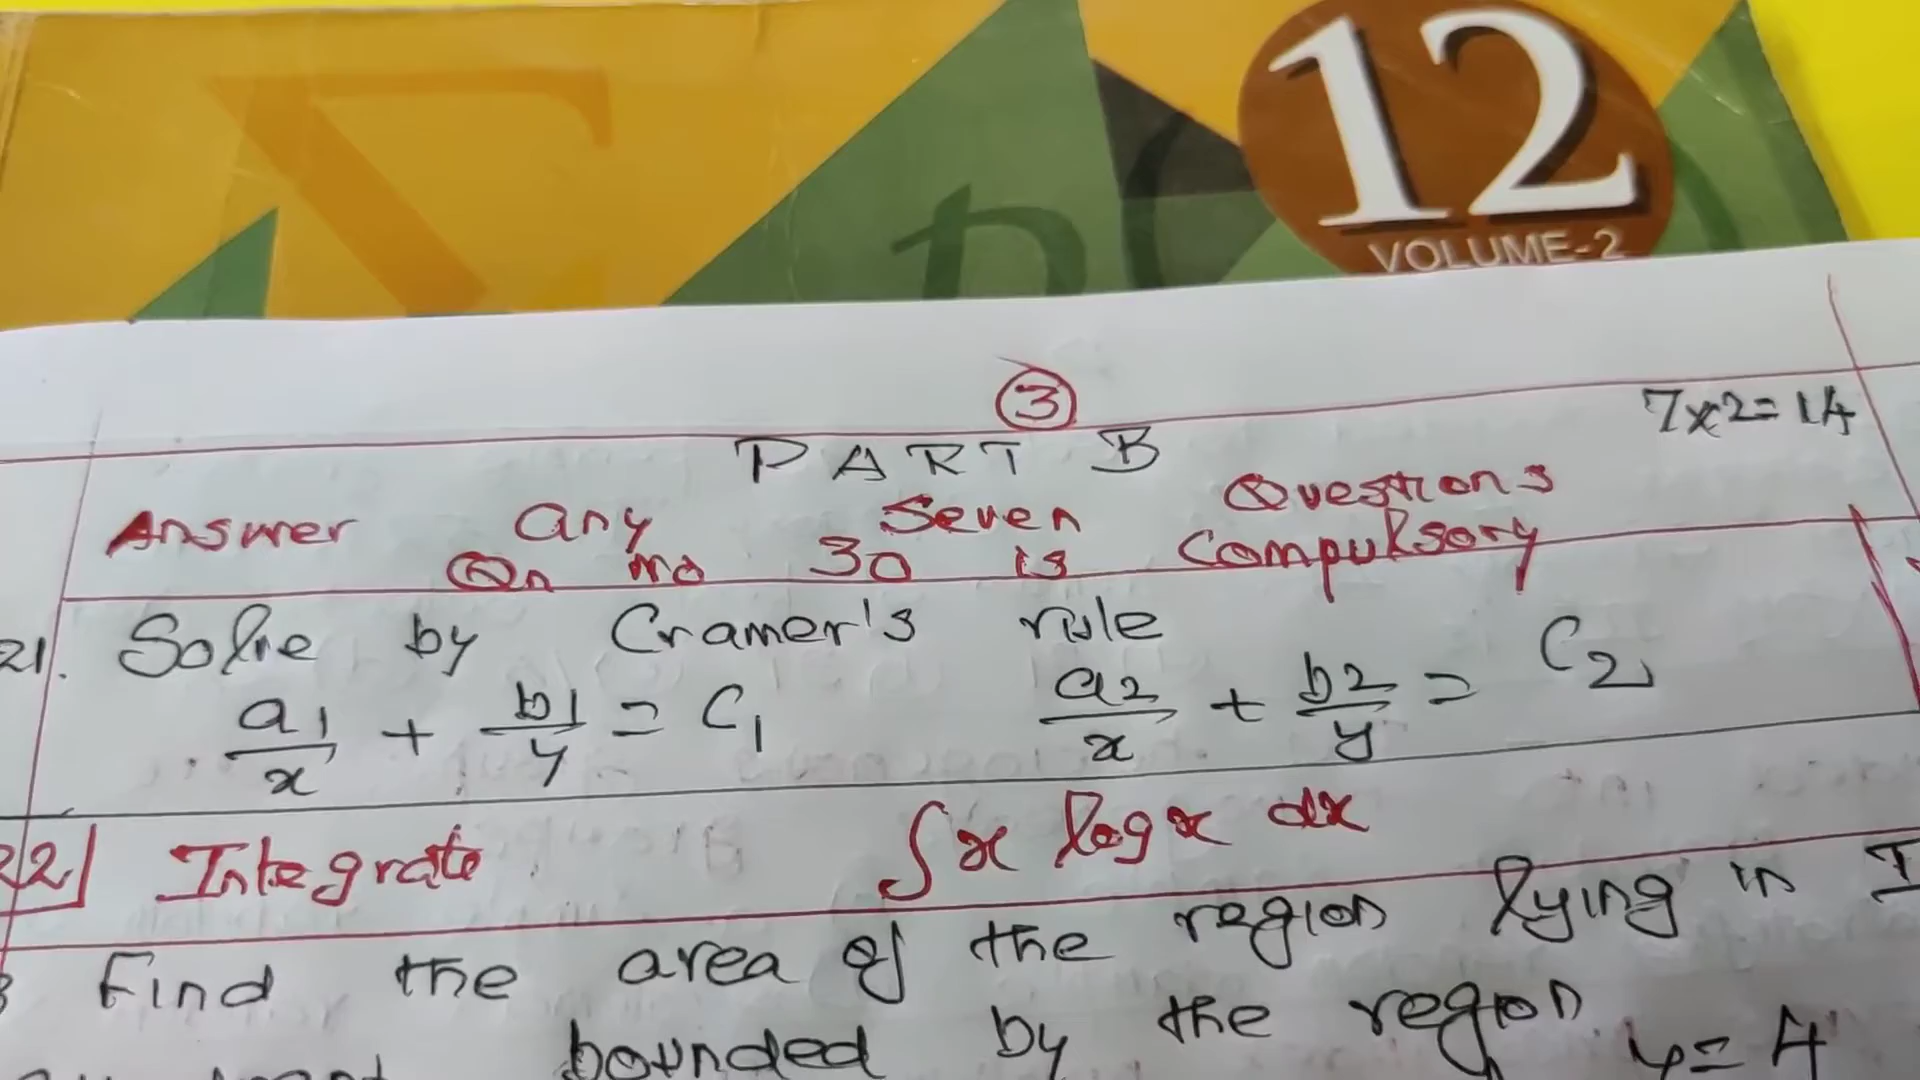 12
VOLUME-2
3
7x2=14
PART B
Answer any Seven Questions
Qn no 30 is Compulsory
21. Solve by Cramer's rule
a1/x + b1/y = C1 a2/x + b2/y = C2
22 Integrate ∫x logx dx
Find the area of the region lying in I
bounded by the region y=4